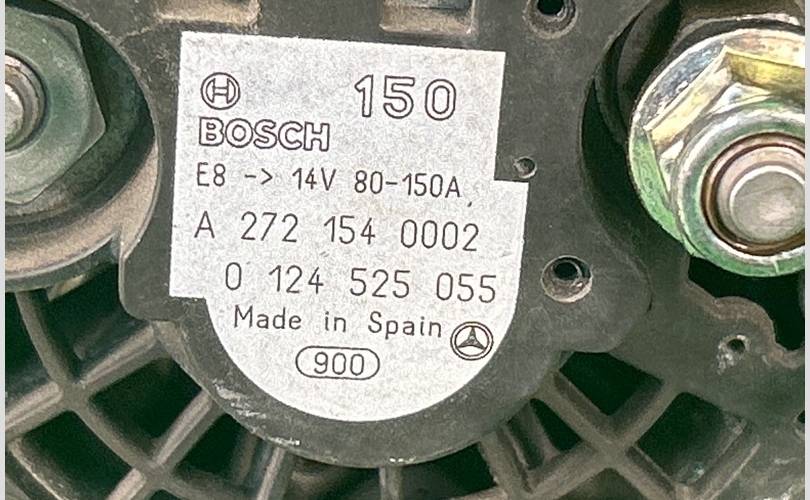 150
BOSCH
E8 -> 14V 80-150A
A 272 154 0002
0 124 525 055
Made in Spain
900